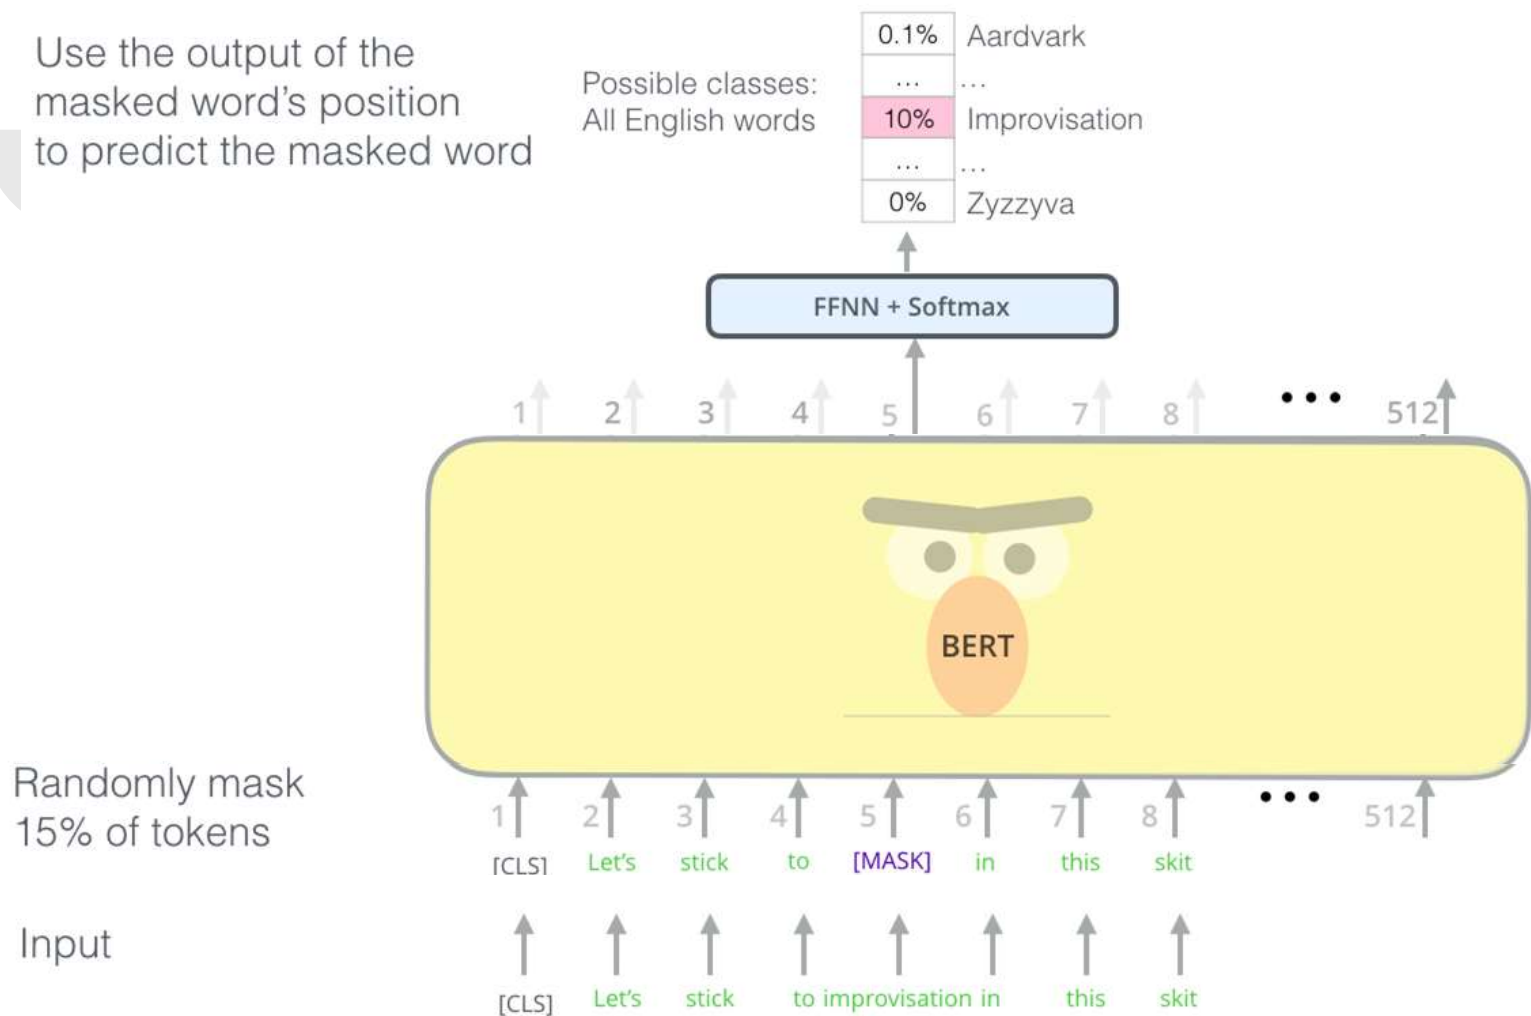 Use the output of the
masked word's position
to predict the masked word
Possible classes:
All English words
0.1% Aardvark
... ...
10% Improvisation
... ...
0% Zyzzyva
FFNN + Softmax
1 2 3 4 5 6 7 8 ... 512
BERT
Randomly mask
15% of tokens
1 2 3 4 5 6 7 8 ... 512
[CLS] Let's stick to [MASK] in this skit
Input
[CLS] Let's stick to improvisation in this skit